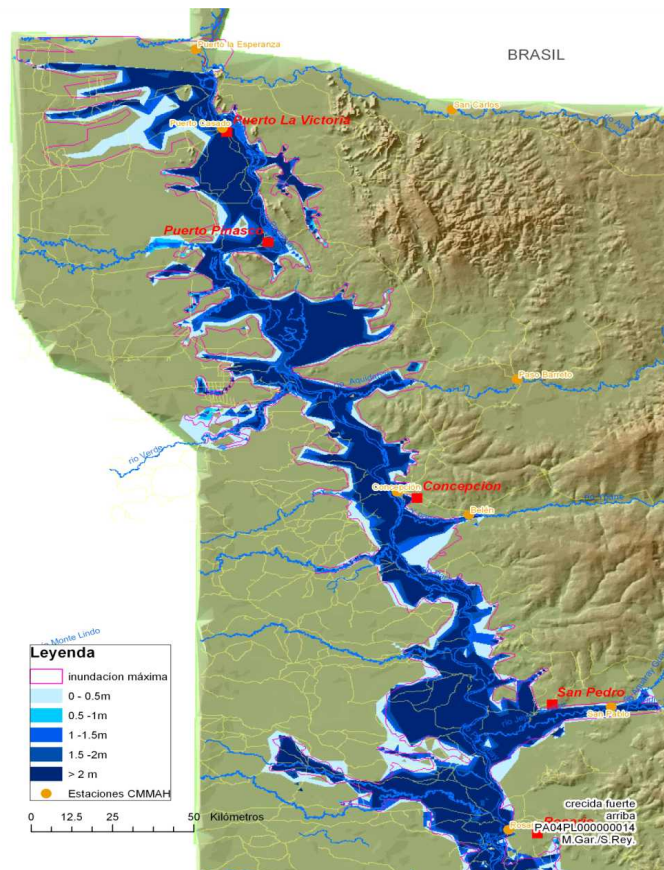 Puerto la Esperanza
BRASIL
San Carlos
Puerto Casado
Puerto La Victoria
Puerto Pinasco
Paso Barreto
río Verde
Concepción
Concepción
Belén
Monte Lindo
Leyenda
inundacion máxima
0 - 0.5m
0.5 -1m
1 -1.5m
1.5 -2m
> 2 m
Estaciones CMMAH
0 12.5 25 50 Kilómetros
San Pedro
San Pablo
Rosario
crecida fuerte
arriba
PA04PL000000014
M.Gar./S.Rey.